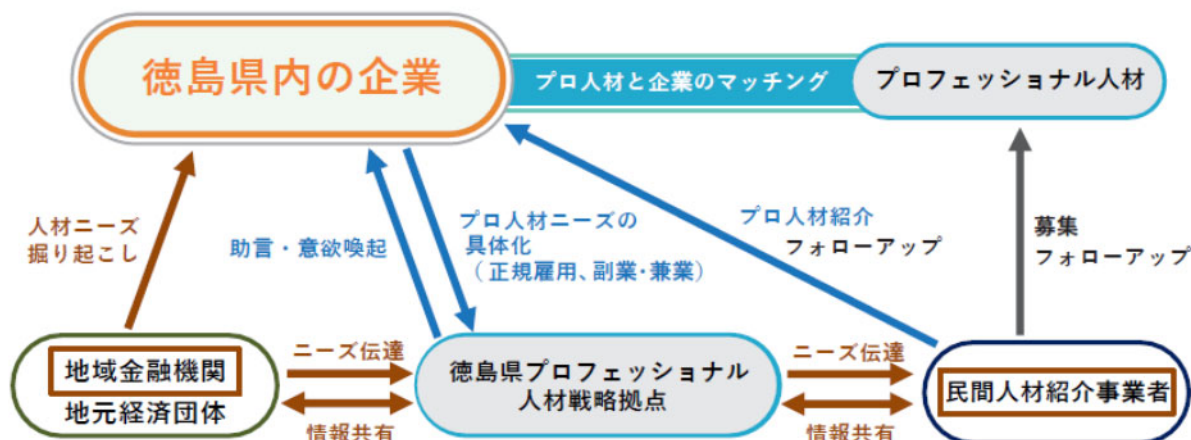 徳島県内の企業
プロ人材と企業のマッチング
プロフェッショナル人材
人材ニーズ
掘り起こし
助言・意欲喚起
プロ人材ニーズの
具体化
(正規雇用、副業・兼業)
プロ人材紹介
フォローアップ
募集
フォローアップ
地域金融機関
地元経済団体
ニーズ伝達
情報共有
徳島県プロフェッショナル
人材戦略拠点
ニーズ伝達
情報共有
民間人材紹介事業者